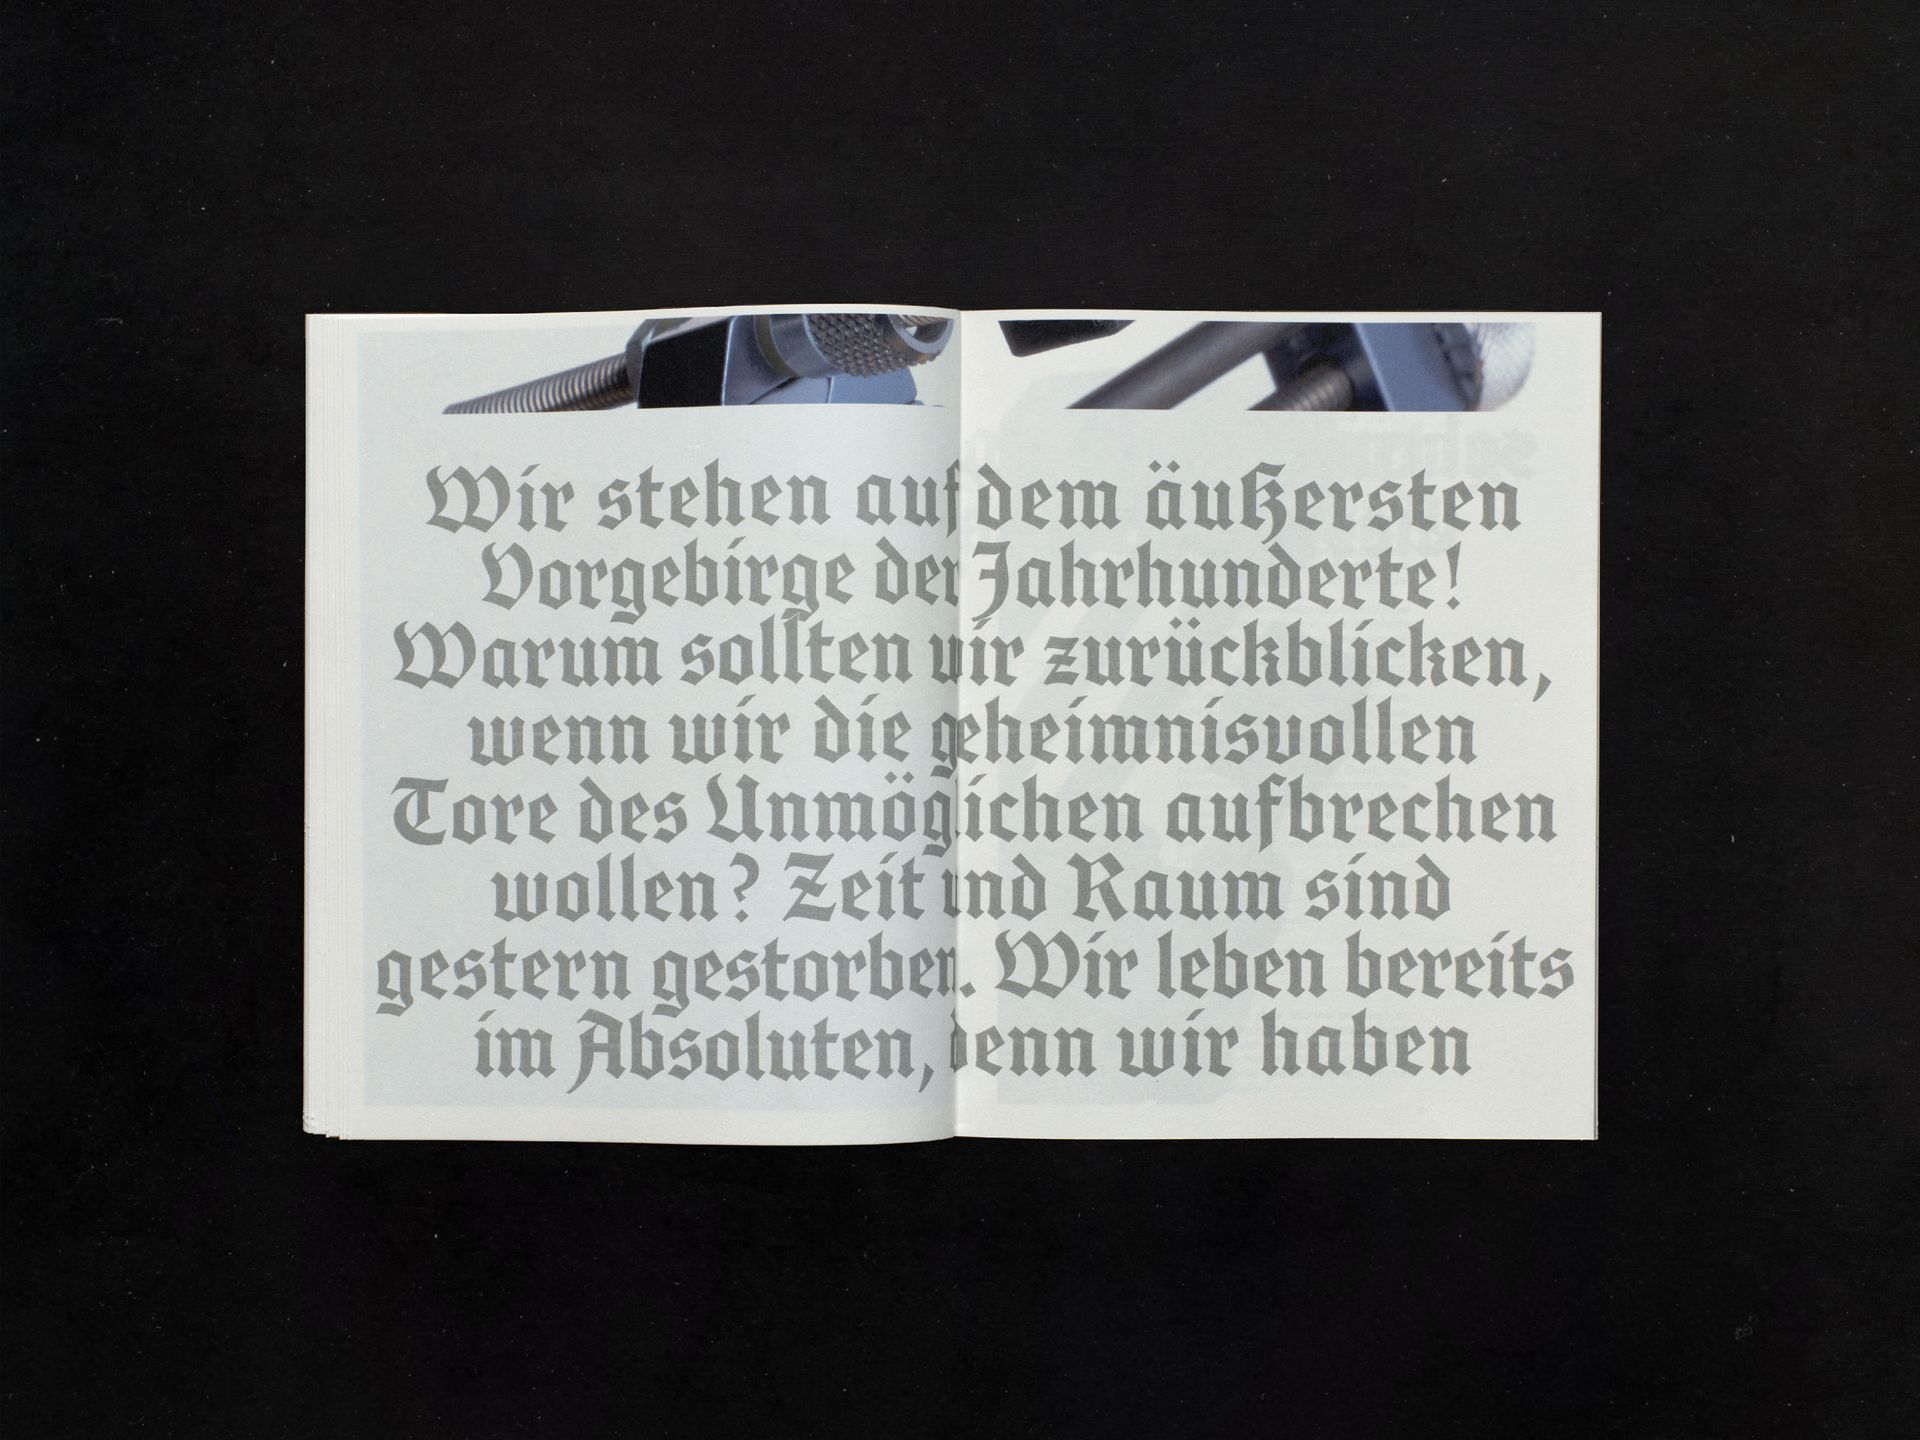 Wir stehen auf dem äußersten
Vorgebirge der Jahrhunderte!
Warum sollten wir zurückblicken,
wenn wir die geheimnisvollen
Tore des Unmöglichen aufbrechen
wollen? Zeit und Raum sind
gestern gestorben. Wir leben bereits
im Absoluten, denn wir haben